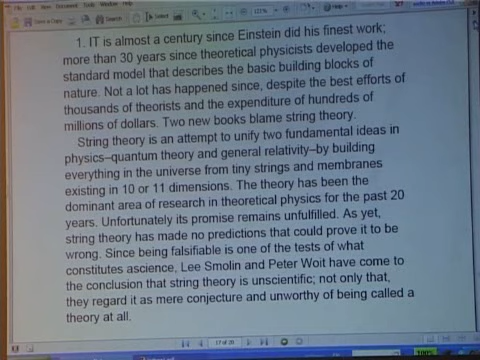 Save a Copy
Search
Select
Help
1. IT is almost a century since Einstein did his finest work;
more than 30 years since theoretical physicists developed the
standard model that describes the basic building blocks of
nature. Not a lot has happened since, despite the best efforts of
thousands of theorists and the expenditure of hundreds of
millions of dollars. Two new books blame string theory.
String theory is an attempt to unify two fundamental ideas in
physics–quantum theory and general relativity–by building
everything in the universe from tiny strings and membranes
existing in 10 or 11 dimensions. The theory has been the
dominant area of research in theoretical physics for the past 20
years. Unfortunately its promise remains unfulfilled. As yet,
string theory has made no predictions that could prove it to be
wrong. Since being falsifiable is one of the tests of what
constitutes ascience, Lee Smolin and Peter Woit have come to
the conclusion that string theory is unscientific; not only that,
they regard it as mere conjecture and unworthy of being called a
theory at all.
100%